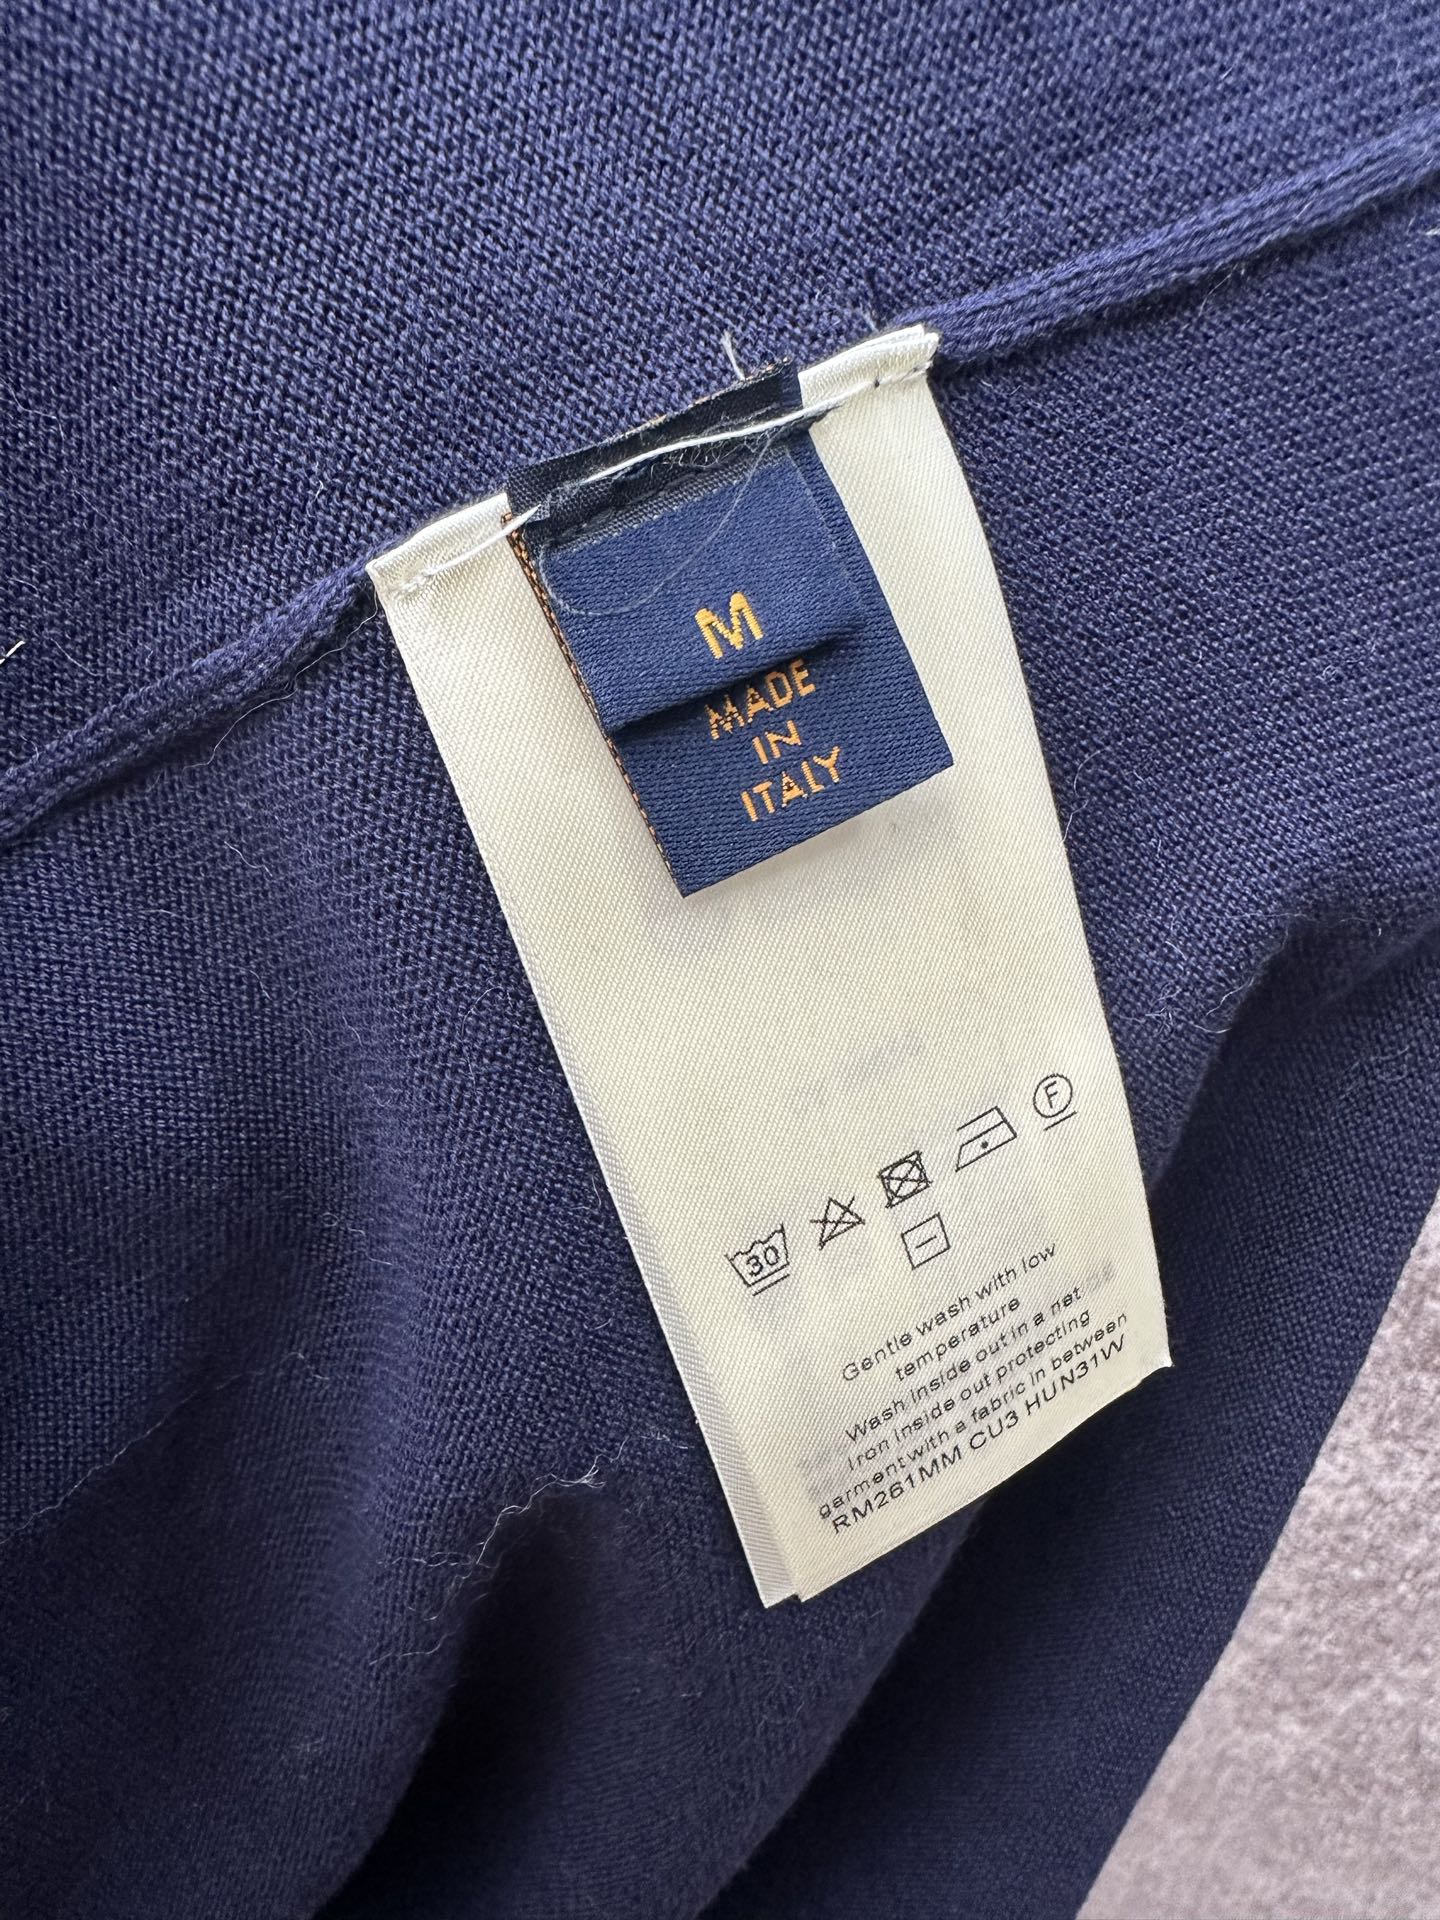 M
MADE
IN
ITALY
30
F
Gentle wash with low
temperature
Wash inside out in a net
Iron inside out protecting
garment with a fabric in between
RM261MM CU3 HUN31W